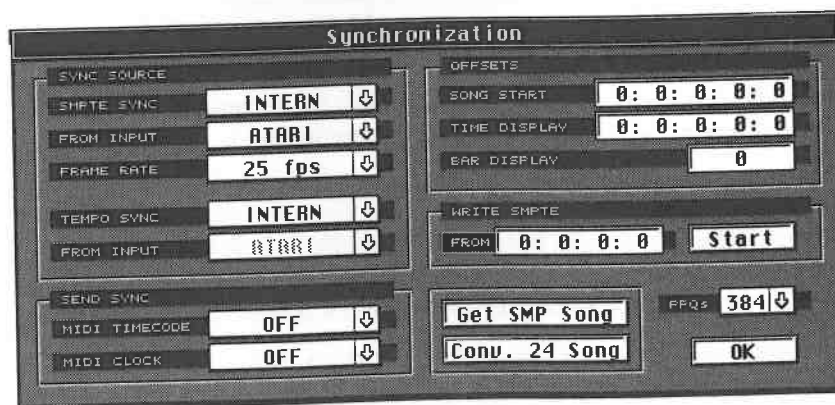 Synchronization
SYNC SOURCE
SMPTE SYNC INTERN
FROM INPUT ATARI
FRAME RATE 25 fps
TEMPO SYNC INTERN
FROM INPUT ATARI
SEND SYNC
MIDI TIMECODE OFF
MIDI CLOCK OFF
OFFSETS
SONG START 0: 0: 0: 0: 0
TIME DISPLAY 0: 0: 0: 0: 0
BAR DISPLAY 0
WRITE SMPTE
FROM 0: 0: 0: 0 Start
Get SMP Song
Conv. 24 Song
PPQs 384
OK